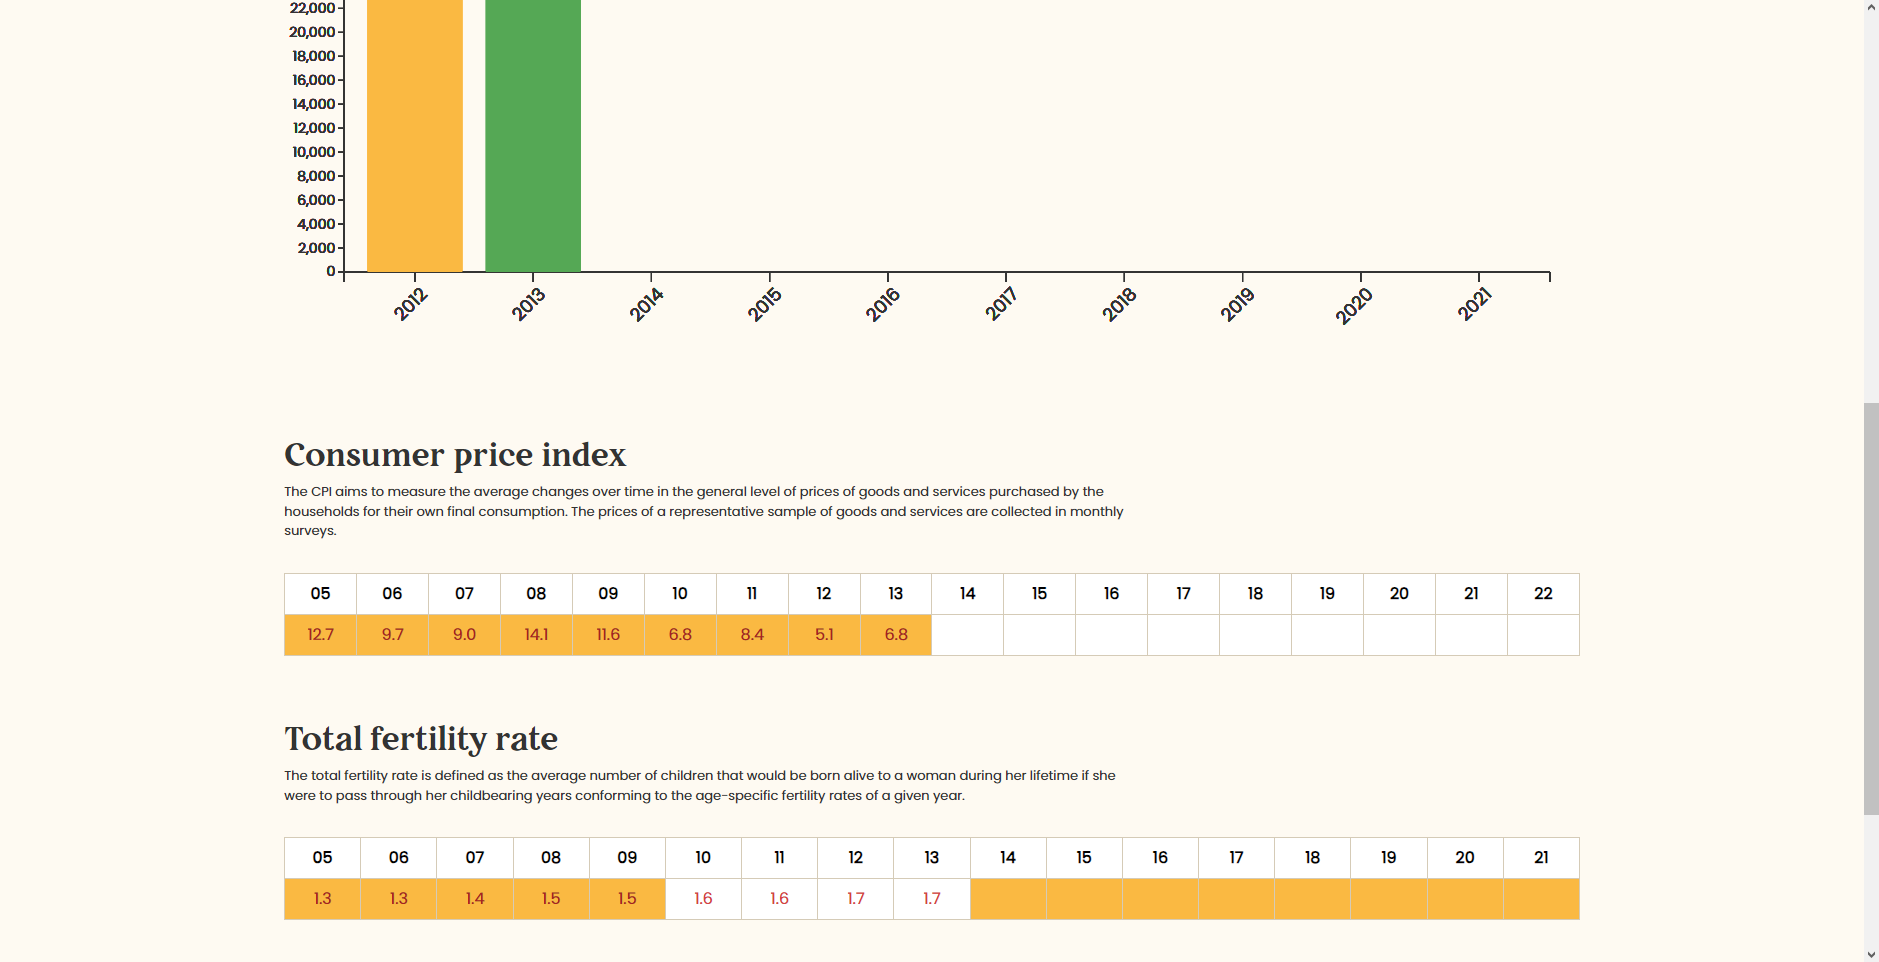 22,000
20,000
18,000
16,000
14,000
12,000
10,000
8,000
6,000
4,000
2,000
0
2012 2013 2014 2015 2016 2017 2018 2019 2020 2021
Consumer price index
The CPI aims to measure the average changes over time in the general level of prices of goods and services purchased by the
households for their own final consumption. The prices of a representative sample of goods and services are collected in monthly
surveys.
05 06 07 08 09 10 11 12 13 14 15 16 17 18 19 20 21 22
12.7 9.7 9.0 14.1 11.6 6.8 8.4 5.1 6.8
Total fertility rate
The total fertility rate is defined as the average number of children that would be born alive to a woman during her lifetime if she
were to pass through her childbearing years conforming to the age-specific fertility rates of a given year.
05 06 07 08 09 10 11 12 13 14 15 16 17 18 19 20 21
1.3 1.3 1.4 1.5 1.5 1.6 1.6 1.7 1.7